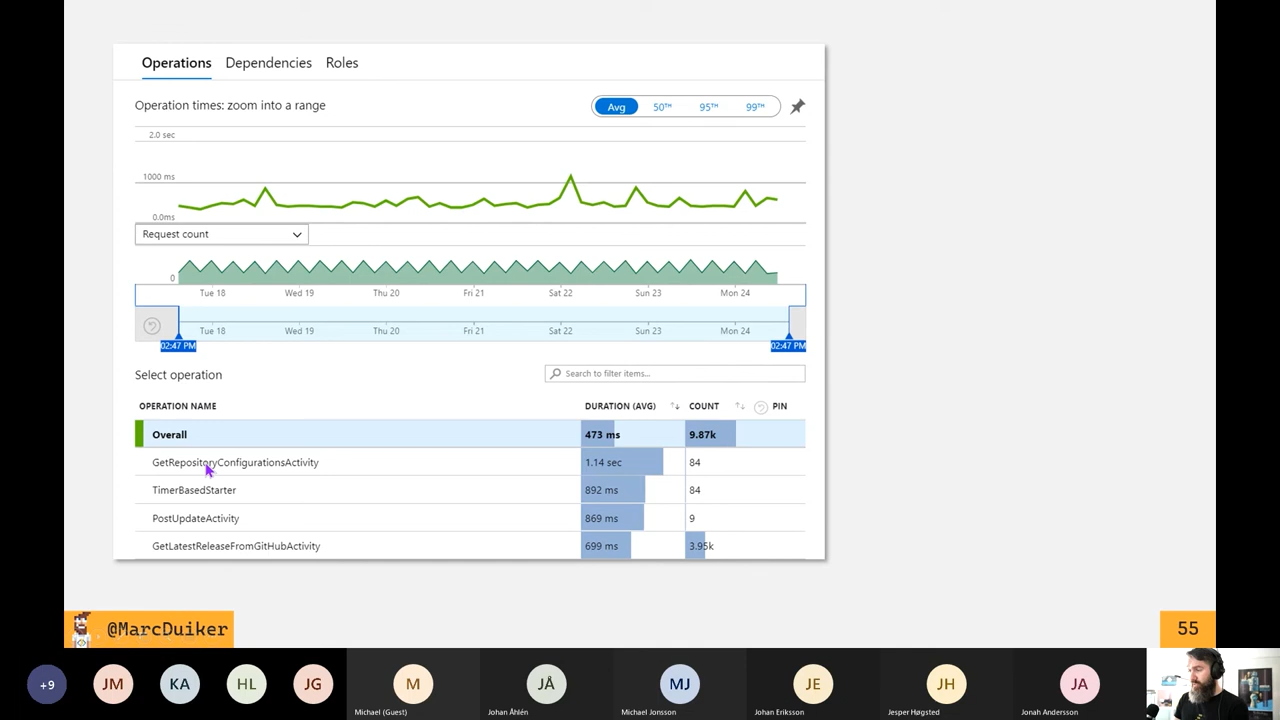 Operations Dependencies Roles
Operation times: zoom into a range
Avg 50TH 95TH 99TH
2.0 sec
1000 ms
0.0ms
Request count
0
Tue 18 Wed 19 Thu 20 Fri 21 Sat 22 Sun 23 Mon 24
Tue 18 Wed 19 Thu 20 Fri 21 Sat 22 Sun 23 Mon 24
02:47 PM 02:47 PM
Select operation
Search to filter items...
OPERATION NAME DURATION (AVG) COUNT PIN
Overall 473 ms 9.87k
GetRepositoryConfigurationsActivity 1.14 sec 84
TimerBasedStarter 892 ms 84
PostUpdateActivity 869 ms 9
GetLatestReleaseFromGitHubActivity 699 ms 3.95k
@MarcDuiker 55
+9 JM KA HL JG M JÅ MJ JE JH JA
Michael (Guest) Johan Åhlén Michael Jonsson Johan Eriksson Jesper Høgsted Jonah Andersson